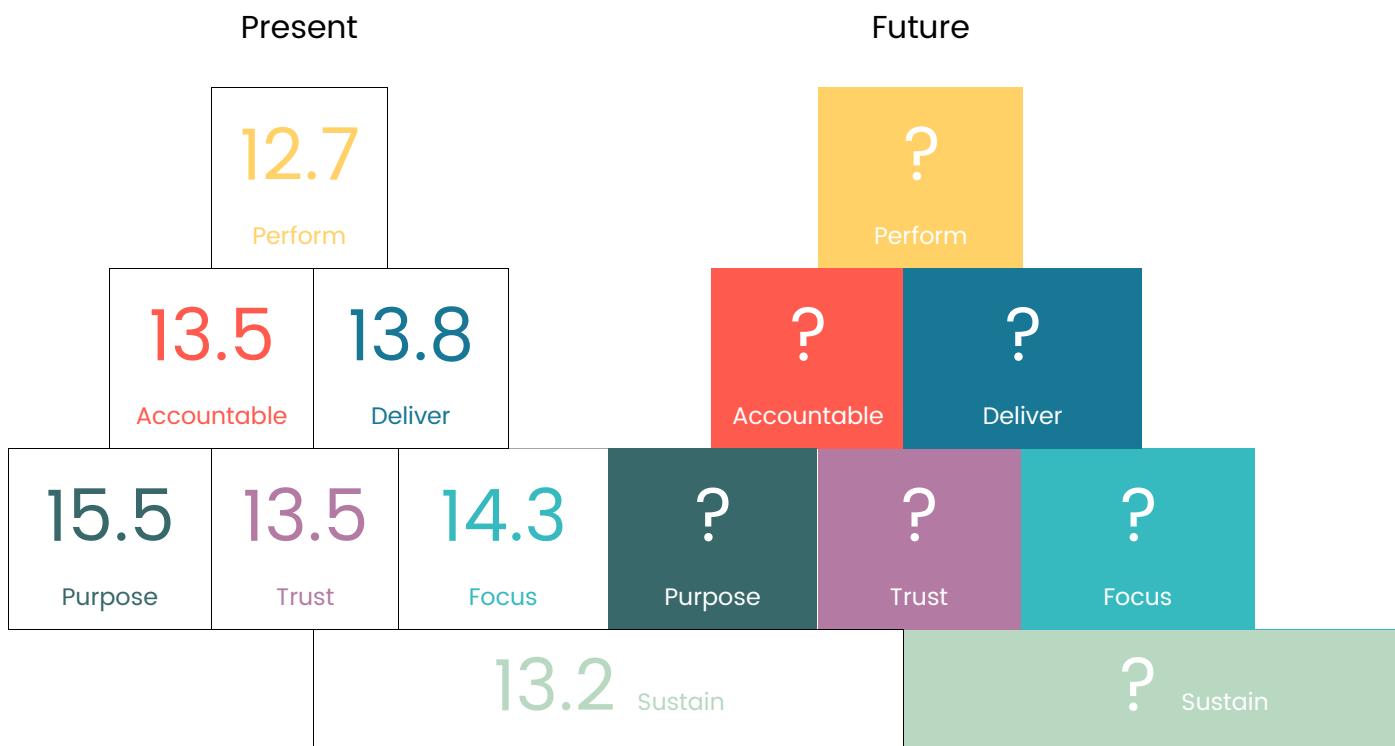 Present
Future
12.7
Perform
?
Perform
13.5
Accountable
13.8
Deliver
?
Accountable
?
Deliver
15.5
Purpose
13.5
Trust
14.3
Focus
?
Purpose
?
Trust
?
Focus
13.2 Sustain
? Sustain